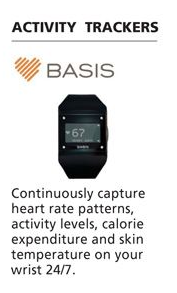 ACTIVITY TRACKERS
BASIS
67
BASIS
Continuously capture
heart rate patterns,
activity levels, calorie
expenditure and skin
temperature on your
wrist 24/7.